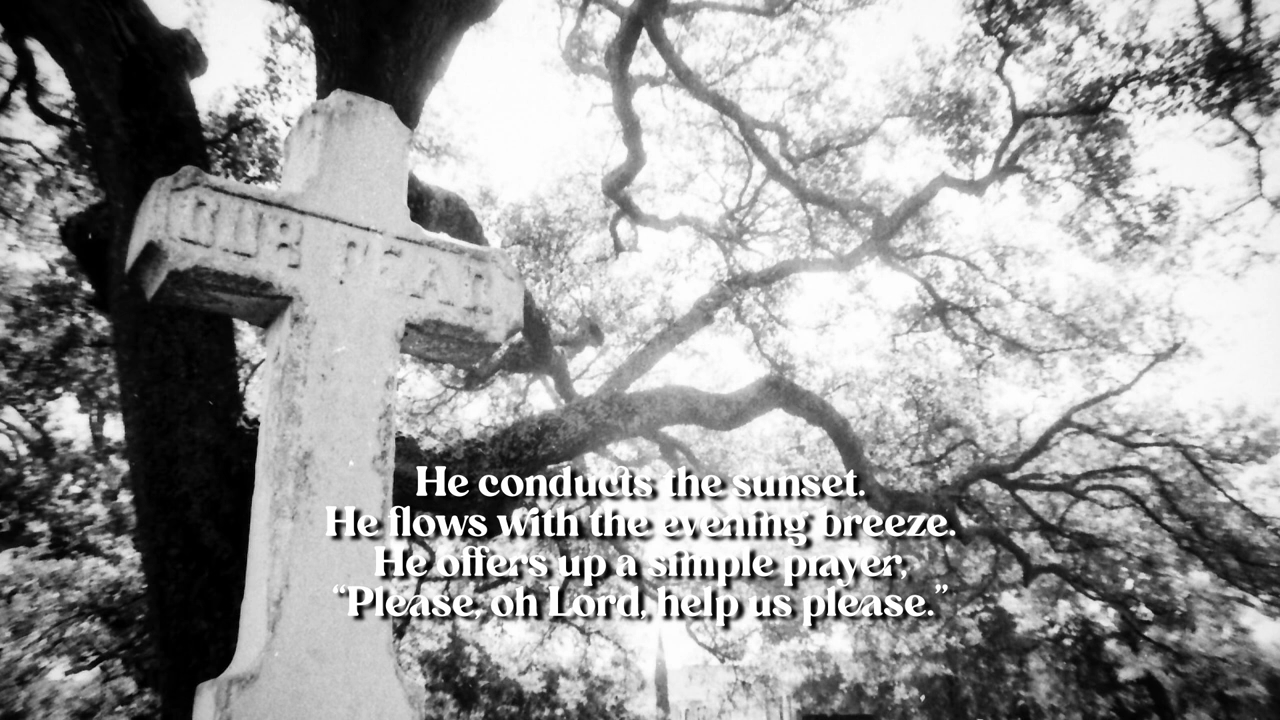 OUR DEAR
He conducts the sunset.
He flows with the evening breeze.
He offers up a simple prayer,
“Please, oh Lord, help us please.”